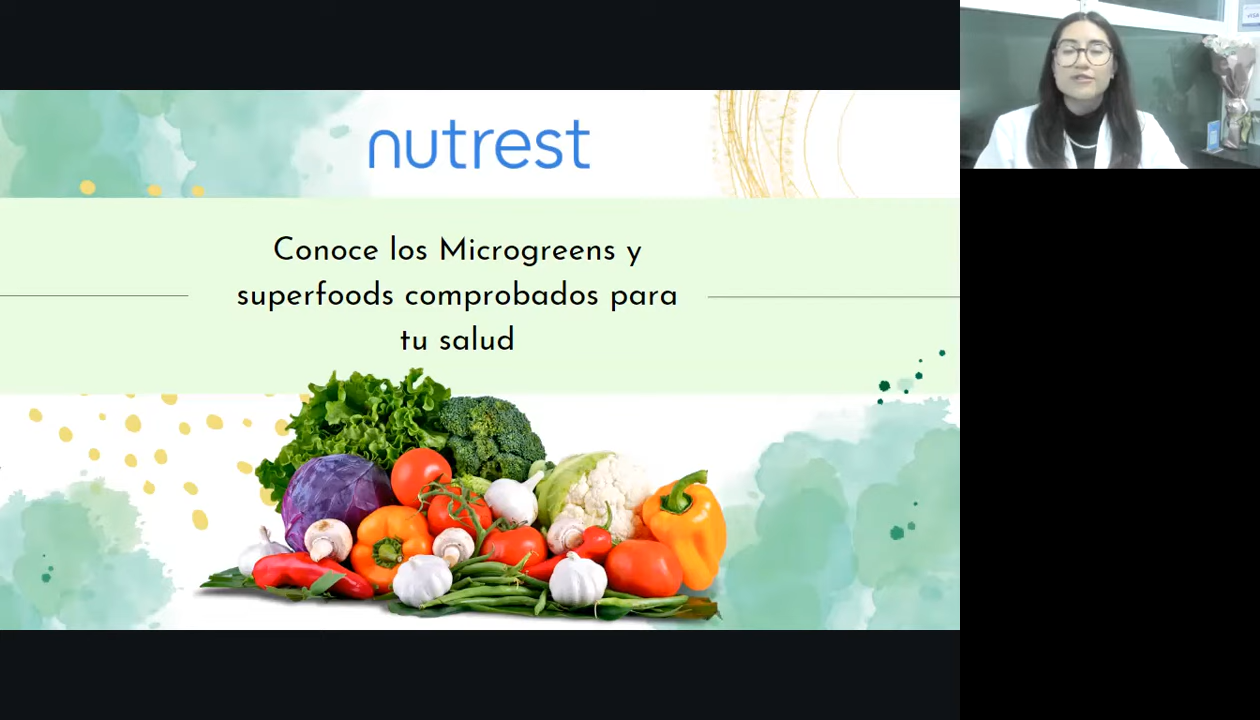 nutrest
Conoce los Microgreens y
superfoods comprobados para
tu salud